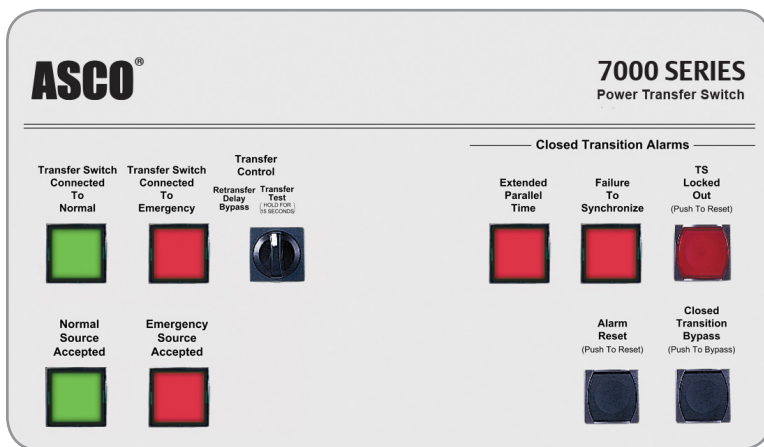 ASCO®
7000 SERIES
Power Transfer Switch
Closed Transition Alarms
Transfer Switch
Connected
To
Normal
Transfer Switch
Connected
To
Emergency
Transfer
Control
Retransfer
Delay
Bypass
Transfer
Test
(HOLD FOR
15 SECONDS)
Extended
Parallel
Time
Failure
To
Synchronize
TS
Locked
Out
(Push To Reset)
Normal
Source
Accepted
Emergency
Source
Accepted
Alarm
Reset
(Push To Reset)
Closed
Transition
Bypass
(Push To Bypass)